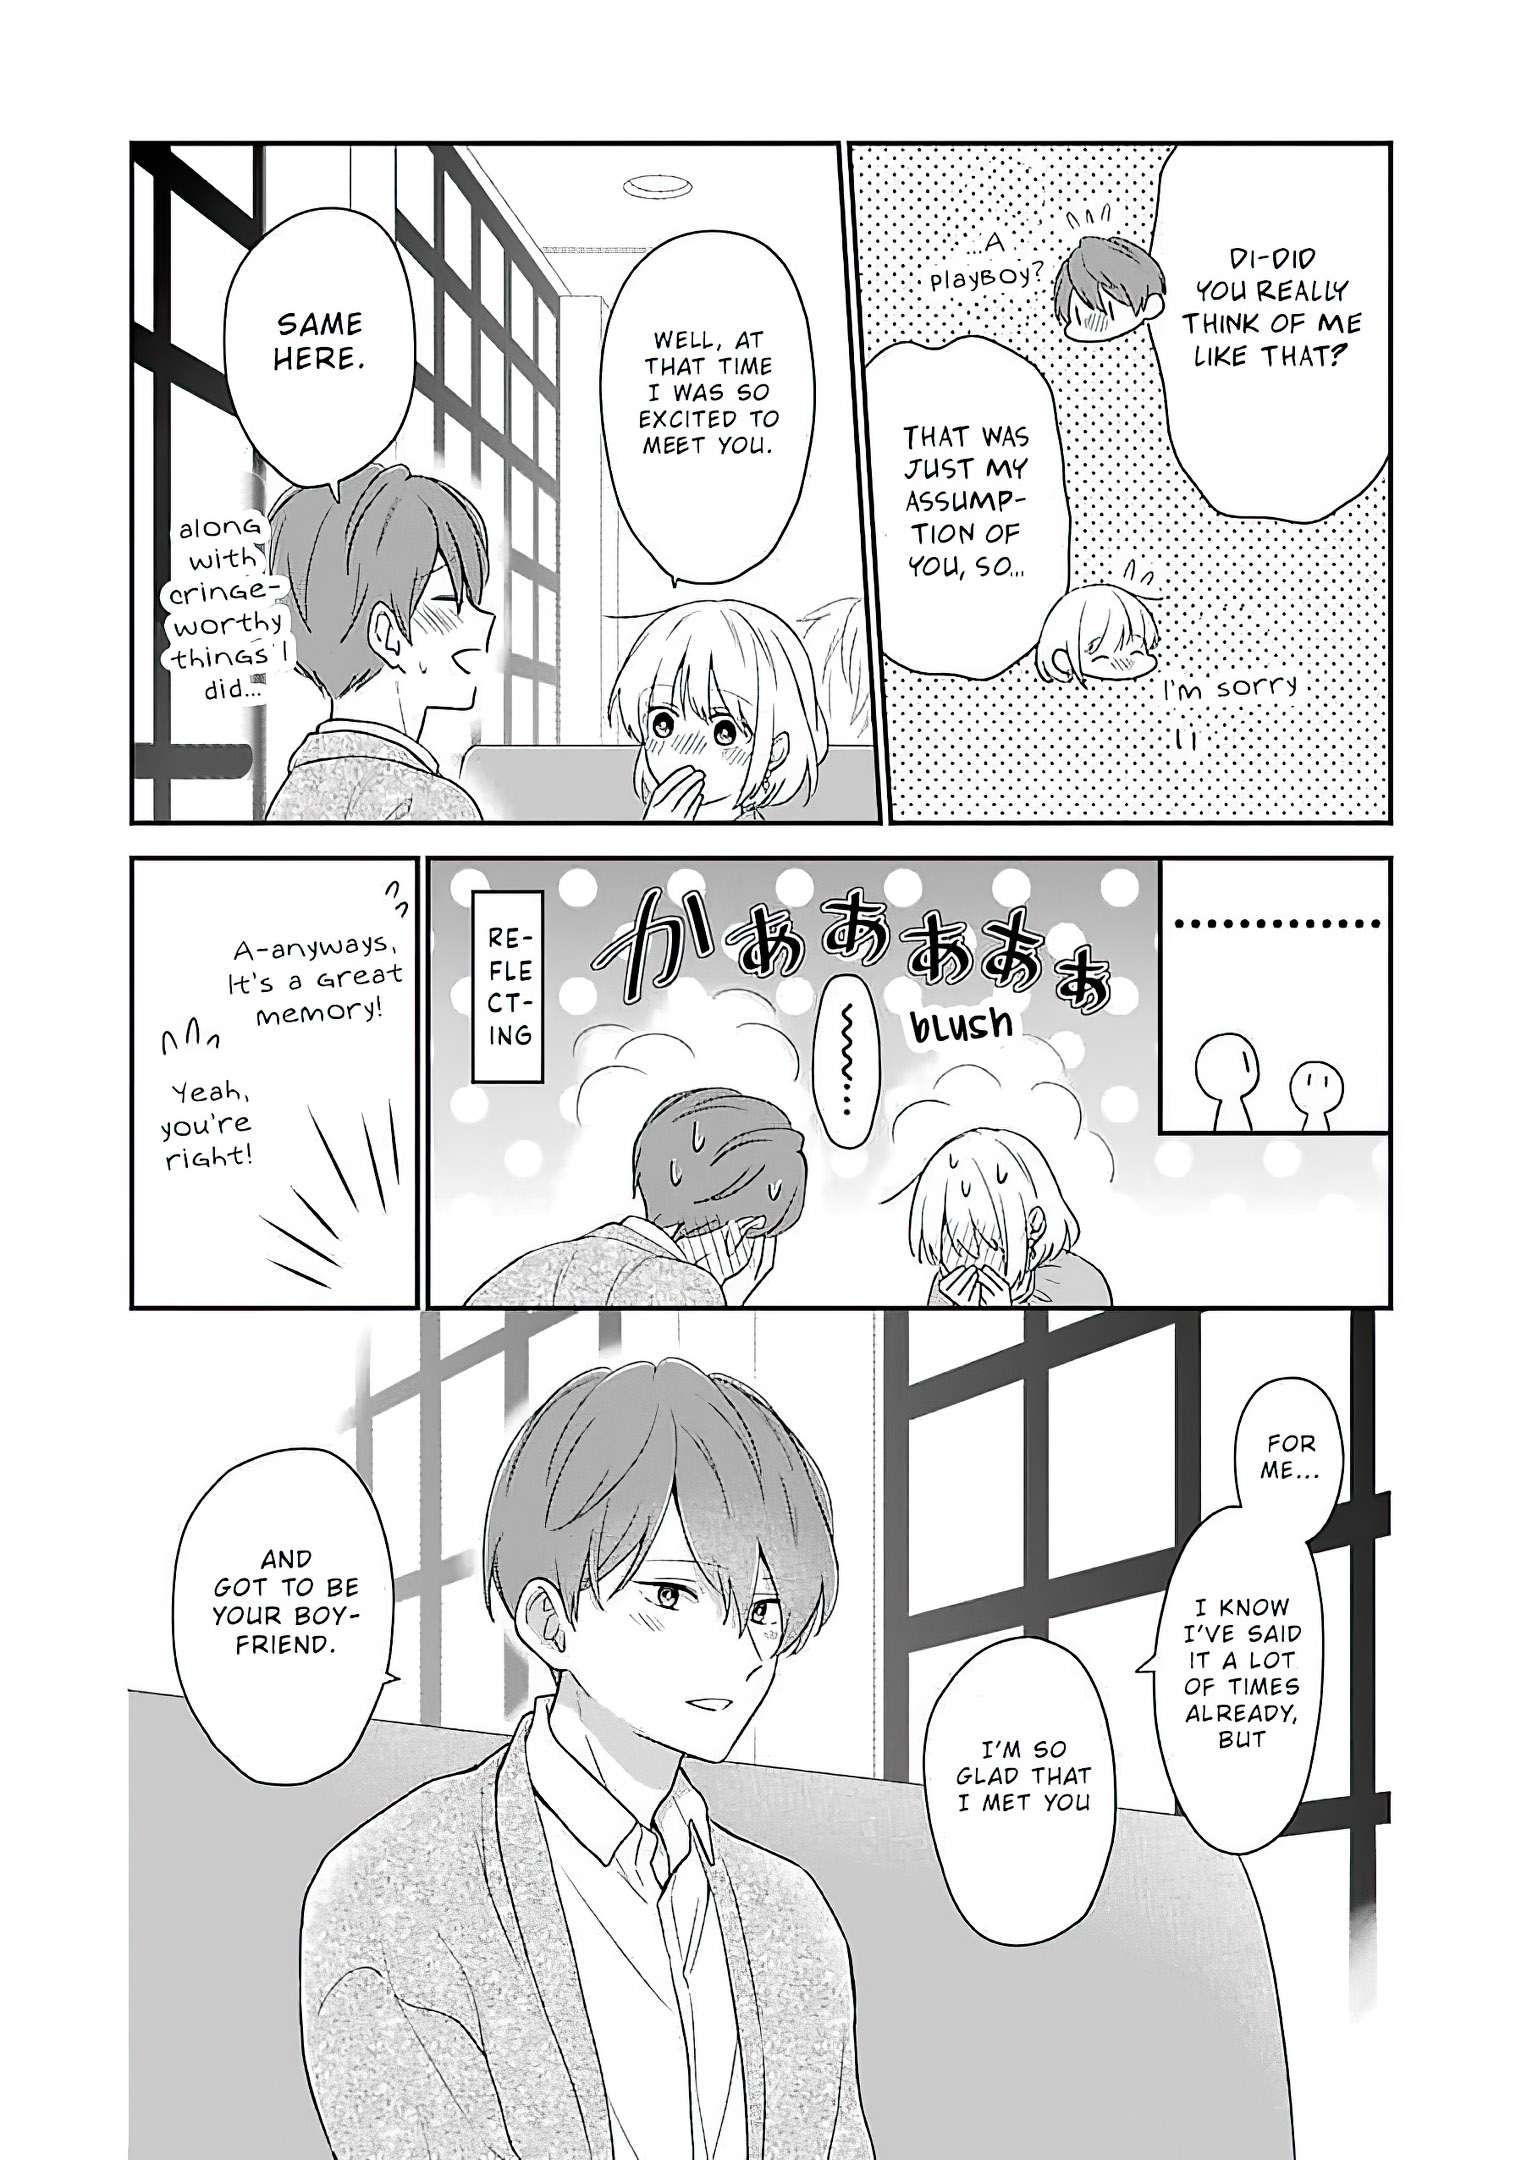 DI-DID
YOU REALLY
THINK OF ME
LIKE THAT?
...A
PLAYBOY?
THAT WAS
JUST MY
ASSUMP-
TION OF
YOU, SO...
I'm sorry
WELL, AT
THAT TIME
I WAS SO
EXCITED TO
MEET YOU.
SAME
HERE.
along
with
cringe-
worthy
things I
did...
..................
かぁぁぁぁぁ
blush
RE-
FLE
CT-
ING
A-anyways,
It's a great
memory!
Yeah,
you're
right!
FOR
ME...
I KNOW
I'VE SAID
IT A LOT
OF TIMES
ALREADY,
BUT
I'M SO
GLAD THAT
I MET YOU
AND
GOT TO BE
YOUR BOY-
FRIEND.